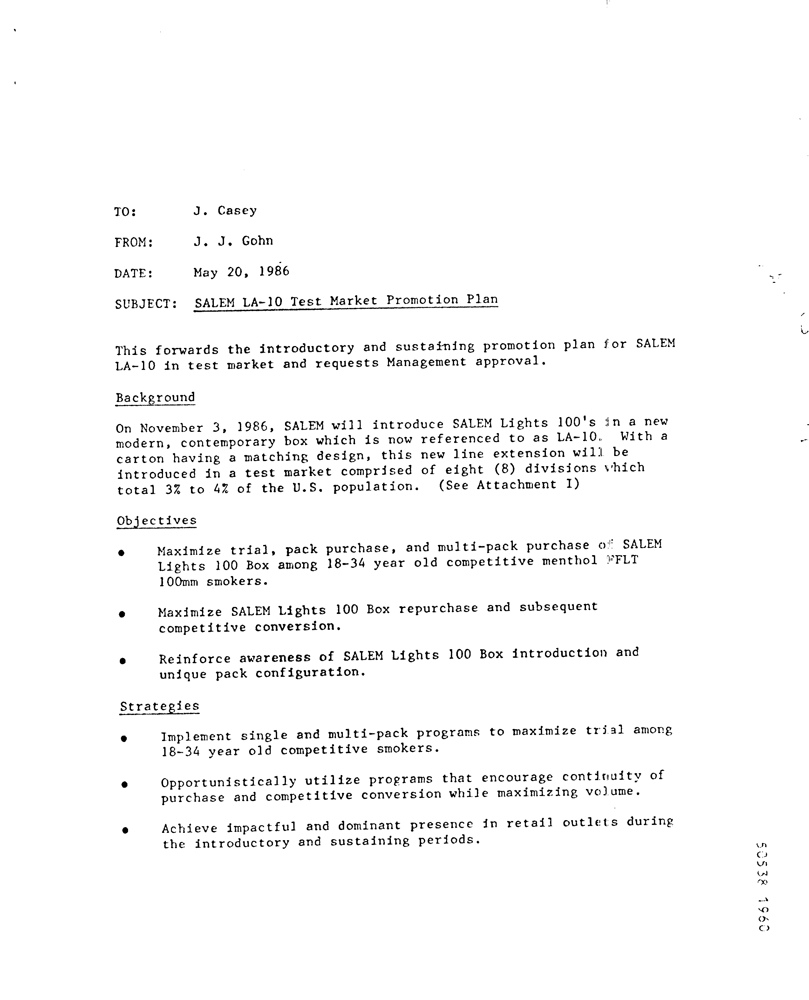 TO: J. Casey
FROM: J. J. Gohn
DATE: May 20, 1986
SUBJECT: SALEM LA-10 Test Market Promotion Plan
This forwards the introductory and sustaining promotion plan for SALEM
LA-10 in test market and requests Management approval.
Background
On November 3, 1986, SALEM will introduce SALEM Lights 100's in a new
modern, contemporary box which is now referenced to as LA-10. With a
carton having a matching design, this new line extension will be
introduced in a test market comprised of eight (8) divisions which
total 3% to 4% of the U.S. population. (See Attachment I)
Objectives
● Maximize trial, pack purchase, and multi-pack purchase of SALEM
Lights 100 Box among 18-34 year old competitive menthol FFLT
100mm smokers.
● Maximize SALEM Lights 100 Box repurchase and subsequent
competitive conversion.
● Reinforce awareness of SALEM Lights 100 Box introduction and
unique pack configuration.
Strategies
● Implement single and multi-pack programs to maximize trial among
18-34 year old competitive smokers.
● Opportunistically utilize programs that encourage continuity of
purchase and competitive conversion while maximizing volume.
● Achieve impactful and dominant presence in retail outlets during
the introductory and sustaining periods.
50538 1960